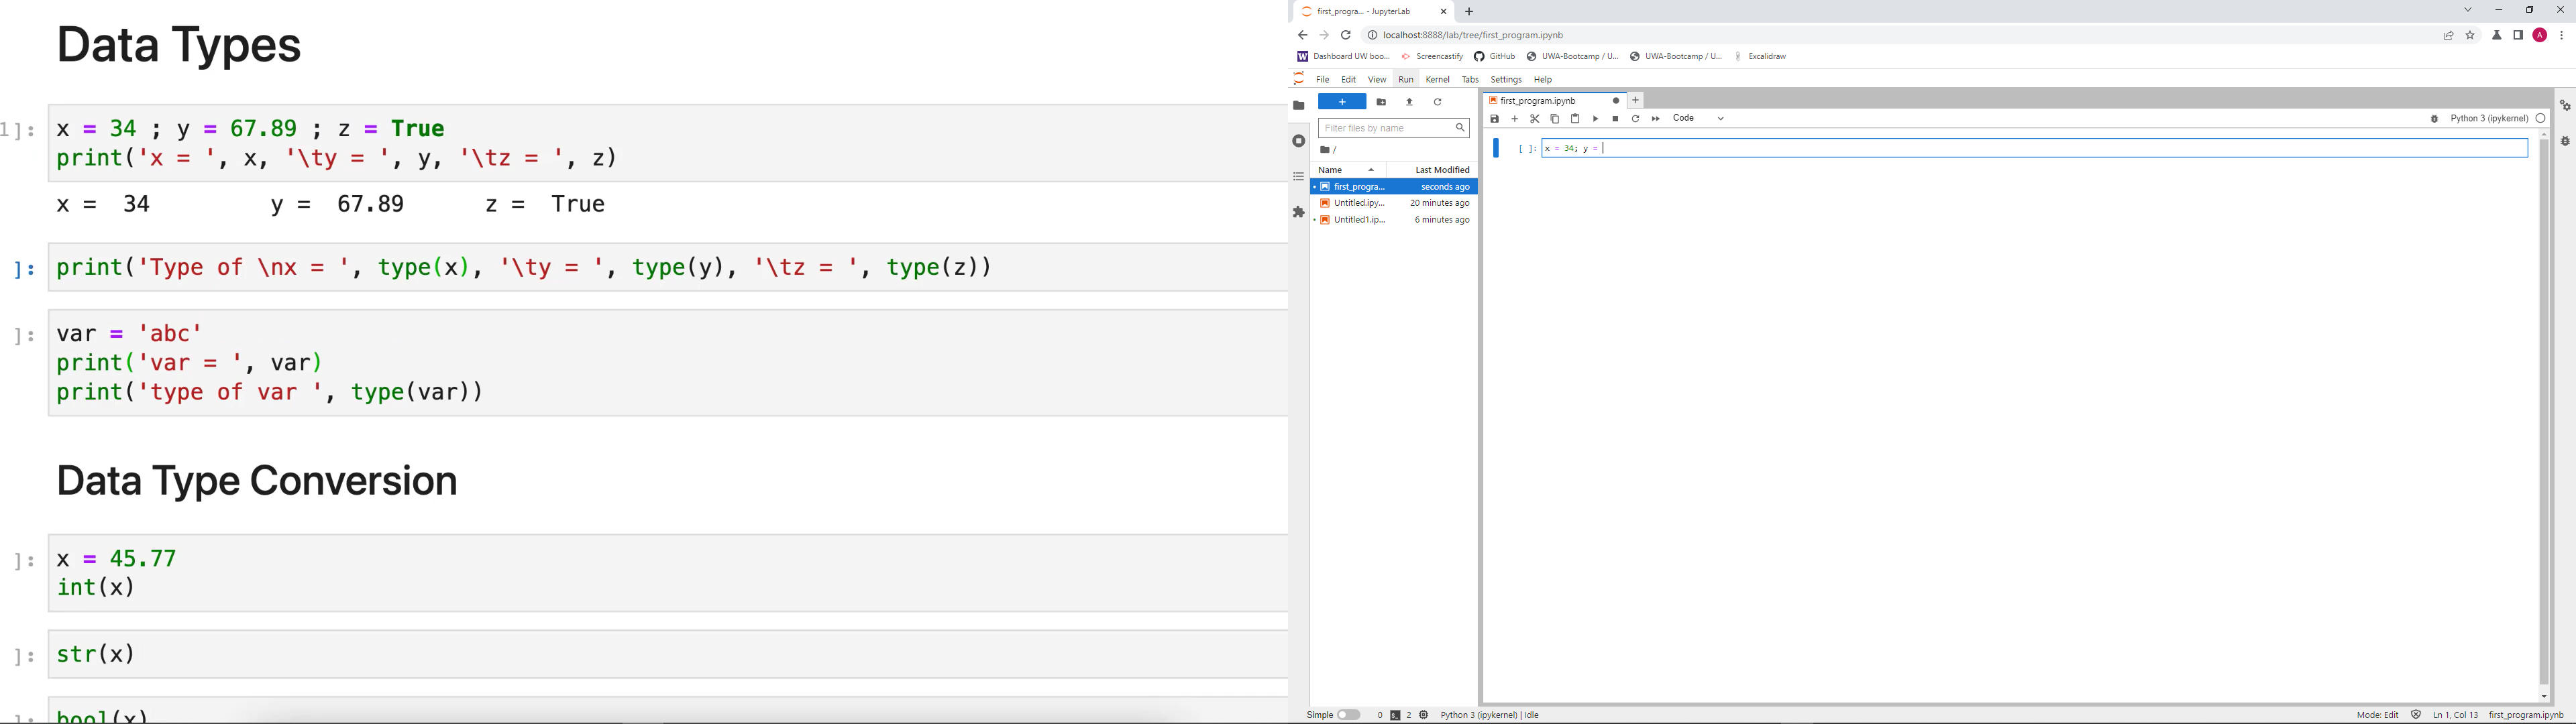 Data Types
1]: x = 34 ; y = 67.89 ; z = True
print('x = ', x, '\ty = ', y, '\tz = ', z)
x =  34         y =  67.89      z =  True
]: print('Type of \nx = ', type(x), '\ty = ', type(y), '\tz = ', type(z))
]: var = 'abc'
print('var = ', var)
print('type of var ', type(var))
Data Type Conversion
]: x = 45.77
int(x)
]: str(x)
]: bool(x)
first_progra... - JupyterLab
localhost:8888/lab/tree/first_program.ipynb
A
W Dashboard UW boo... Screencastify GitHub UWA-Bootcamp / U... UWA-Bootcamp / U... Excalidraw
File Edit View Run Kernel Tabs Settings Help
first_program.ipynb
Filter files by name
Code
Python 3 (ipykernel)
/
[ ]: x = 34; y =
Name Last Modified
first_progra... seconds ago
Untitled.ipy... 20 minutes ago
Untitled1.ip... 6 minutes ago
Simple 0 2 Python 3 (ipykernel) | Idle
Mode: Edit Ln 1, Col 13 first_program.ipynb